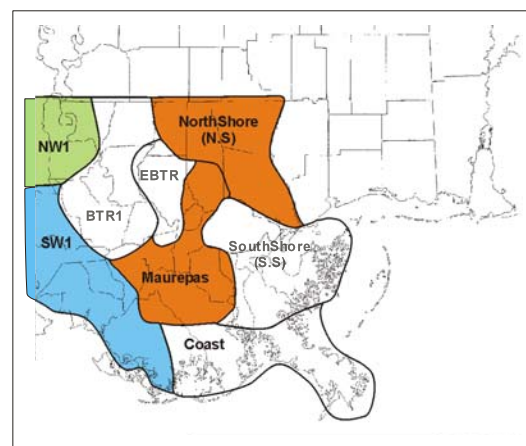 NorthShore
(N.S)
NW1
EBTR
BTR1
SW1
SouthShore
(S.S)
Maurepas
Coast